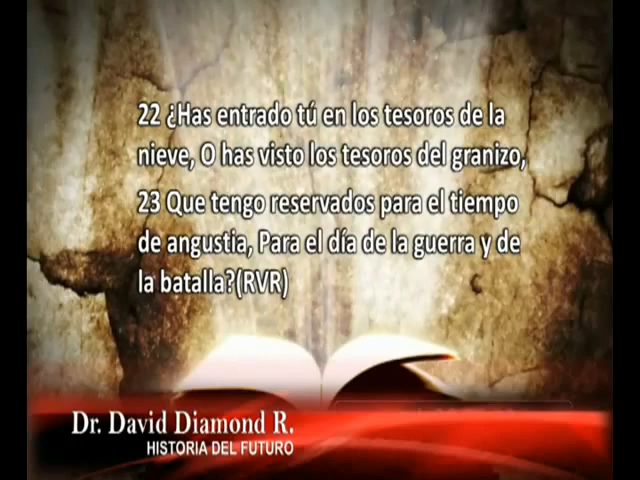 22 ¿Has entrado tú en los tesoros de la
nieve, O has visto los tesoros del granizo,
23 Que tengo reservados para el tiempo
de angustia, Para el día de la guerra y de
la batalla?(RVR)
Dr. David Diamond R.
HISTORIA DEL FUTURO